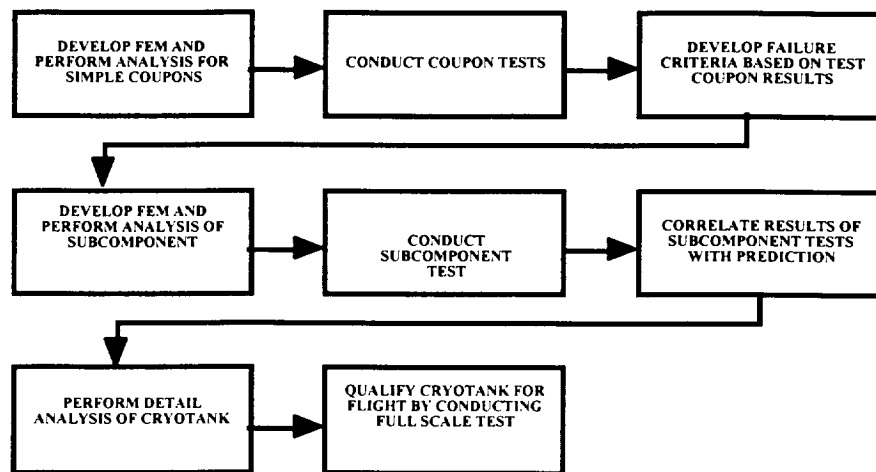 DEVELOP FEM AND
PERFORM ANALYSIS FOR
SIMPLE COUPONS
CONDUCT COUPON TESTS
DEVELOP FAILURE
CRITERIA BASED ON TEST
COUPON RESULTS
DEVELOP FEM AND
PERFORM ANALYSIS OF
SUBCOMPONENT
CONDUCT
SUBCOMPONENT
TEST
CORRELATE RESULTS OF
SUBCOMPONENT TESTS
WITH PREDICTION
PERFORM DETAIL
ANALYSIS OF CRYOTANK
QUALIFY CRYOTANK FOR
FLIGHT BY CONDUCTING
FULL SCALE TEST